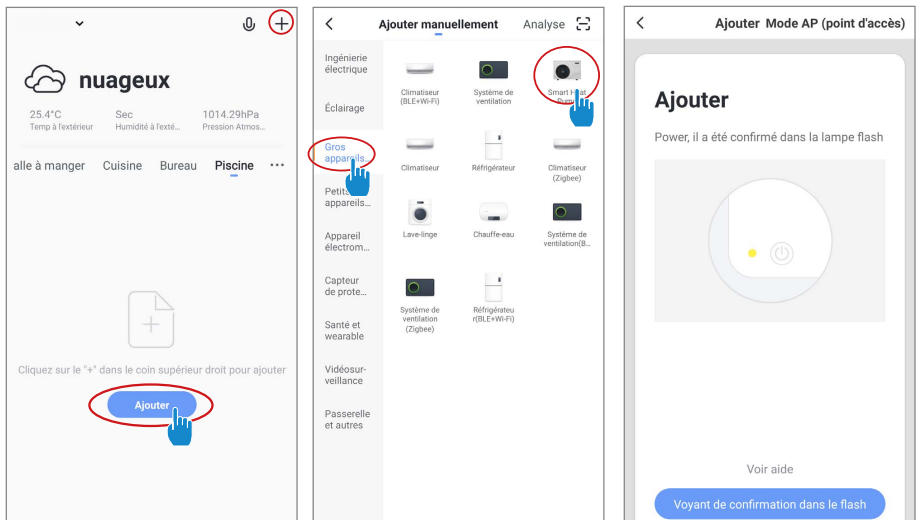 nuageux
25.4°C
Sec
1014.29hPa
Temp à l'extérieur
Humidité à l'exté...
Pression Atmos...
alle à manger
Cuisine
Bureau
Piscine
...
Cliquez sur le "+" dans le coin supérieur droit pour ajouter
Ajouter
Ajouter manuellement
Analyse
Ingénierie
électrique
Éclairage
Gros
appareils...
Petits
appareils...
Appareil
électrom...
Capteur
de prote...
Santé et
wearable
Vidéosur-
veillance
Passerelle
et autres
Climatiseur
(BLE+Wi-Fi)
Système de
ventilation
Smart Heat
Pump
Climatiseur
Réfrigérateur
Climatiseur
(Zigbee)
Lave-linge
Chauffe-eau
Système de
ventilation(B...
Système de
ventilation
(Zigbee)
Réfrigérateu
r(BLE+Wi-Fi)
Ajouter Mode AP (point d'accès)
Ajouter
Power, il a été confirmé dans la lampe flash
Voir aide
Voyant de confirmation dans le flash